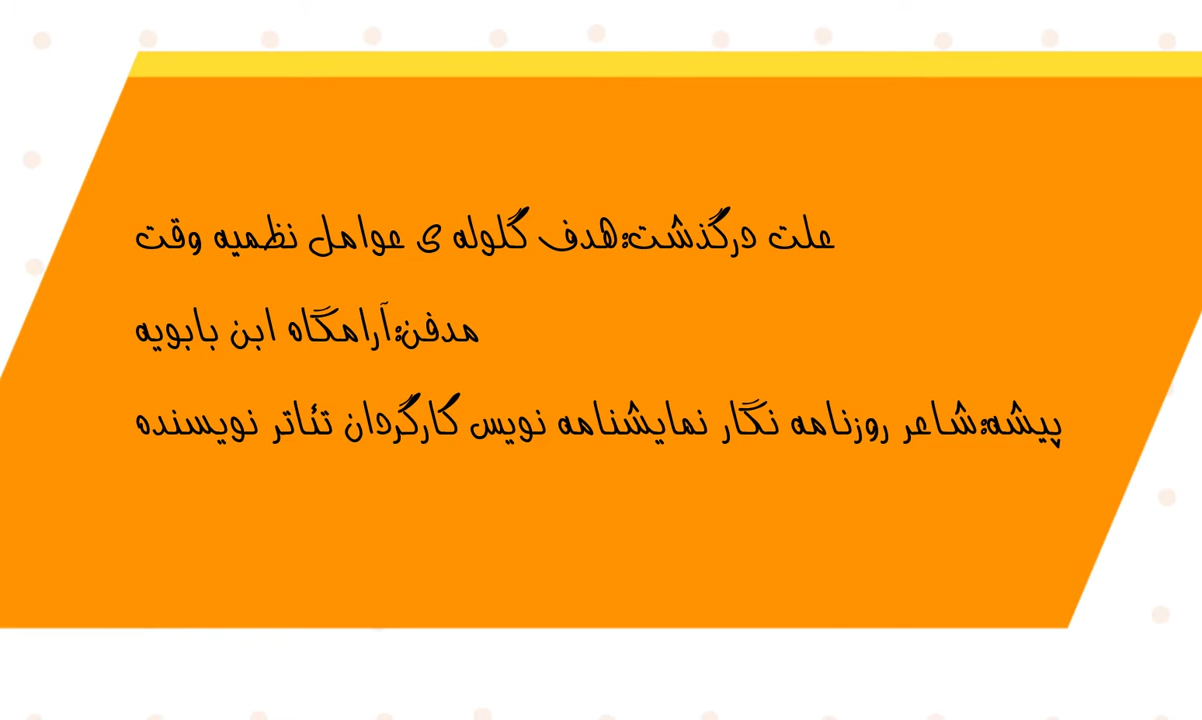 علت درگذشت:هدف گلوله ی عوامل نظمیه وقت
مدفن:آرامگاه ابن بابویه
پیشه:شاعر روزنامه نگار نمایشنامه نویس کارگردان تئاتر نویسنده